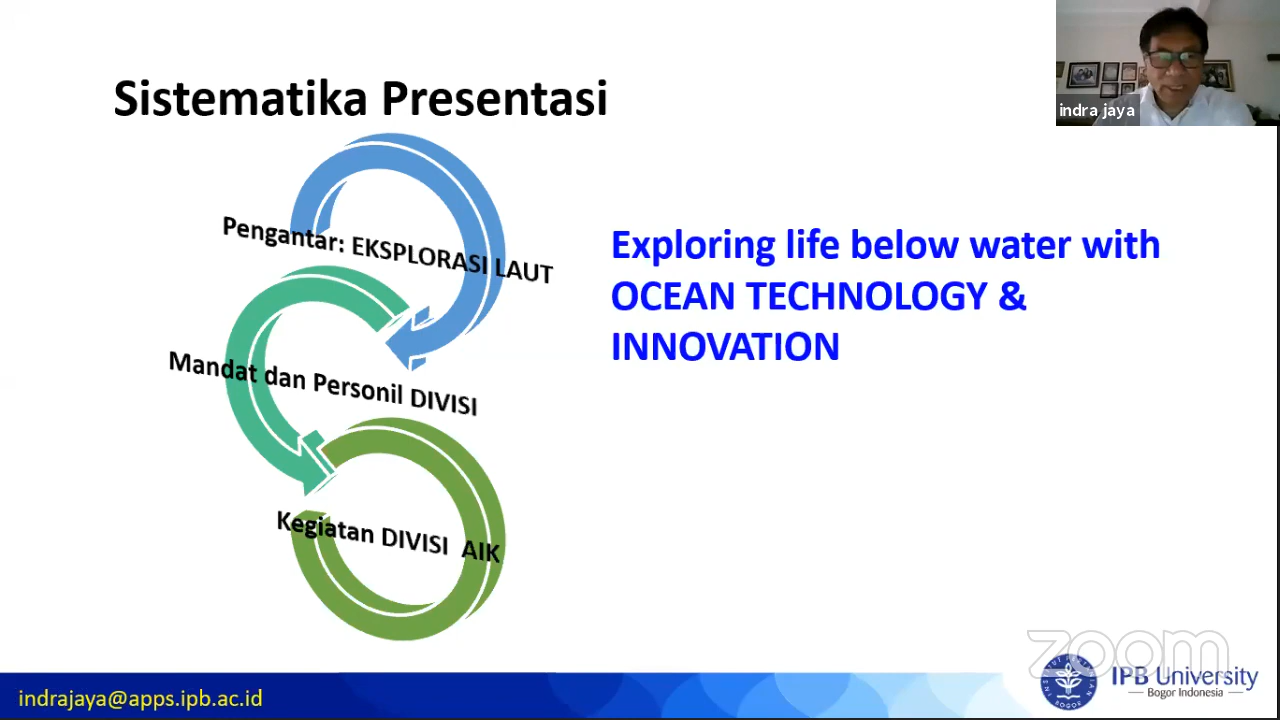 Sistematika Presentasi
indra jaya
Pengantar: EKSPLORASI LAUT
Mandat dan Personil DIVISI
Kegiatan DIVISI AIK
Exploring life below water with
OCEAN TECHNOLOGY &
INNOVATION
zoom
IPB University
Bogor Indonesia
indrajaya@apps.ipb.ac.id